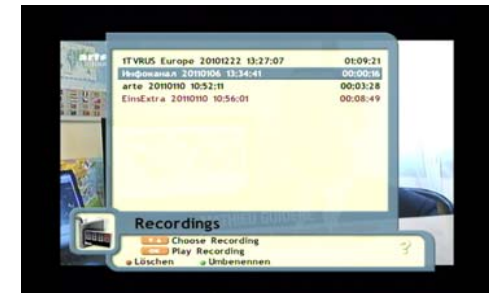 arte
1TVRUS Europe 20101222 13:27:07 01:09:21
Инфоканал 20110106 13:34:41 00:00:16
arte 20110110 10:52:11 00:03:28
EinsExtra 20110110 10:56:01 00:08:49
Recordings
Choose Recording
Play Recording
Löschen Umbenennen